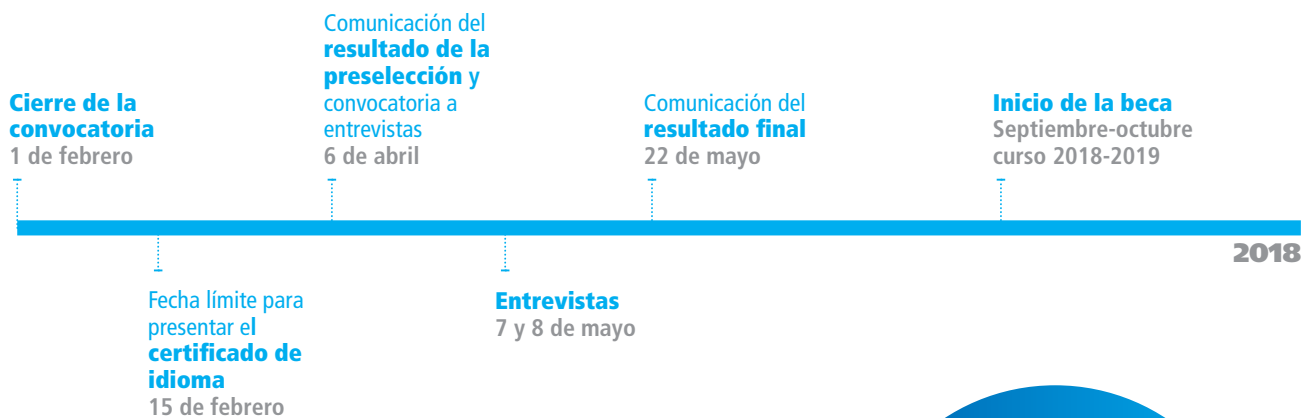 Cierre de la
convocatoria
1 de febrero
Fecha límite para
presentar el
certificado de
idioma
15 de febrero
Comunicación del
resultado de la
preselección y
convocatoria a
entrevistas
6 de abril
Entrevistas
7 y 8 de mayo
Comunicación del
resultado final
22 de mayo
Inicio de la beca
Septiembre-octubre
curso 2018-2019
2018